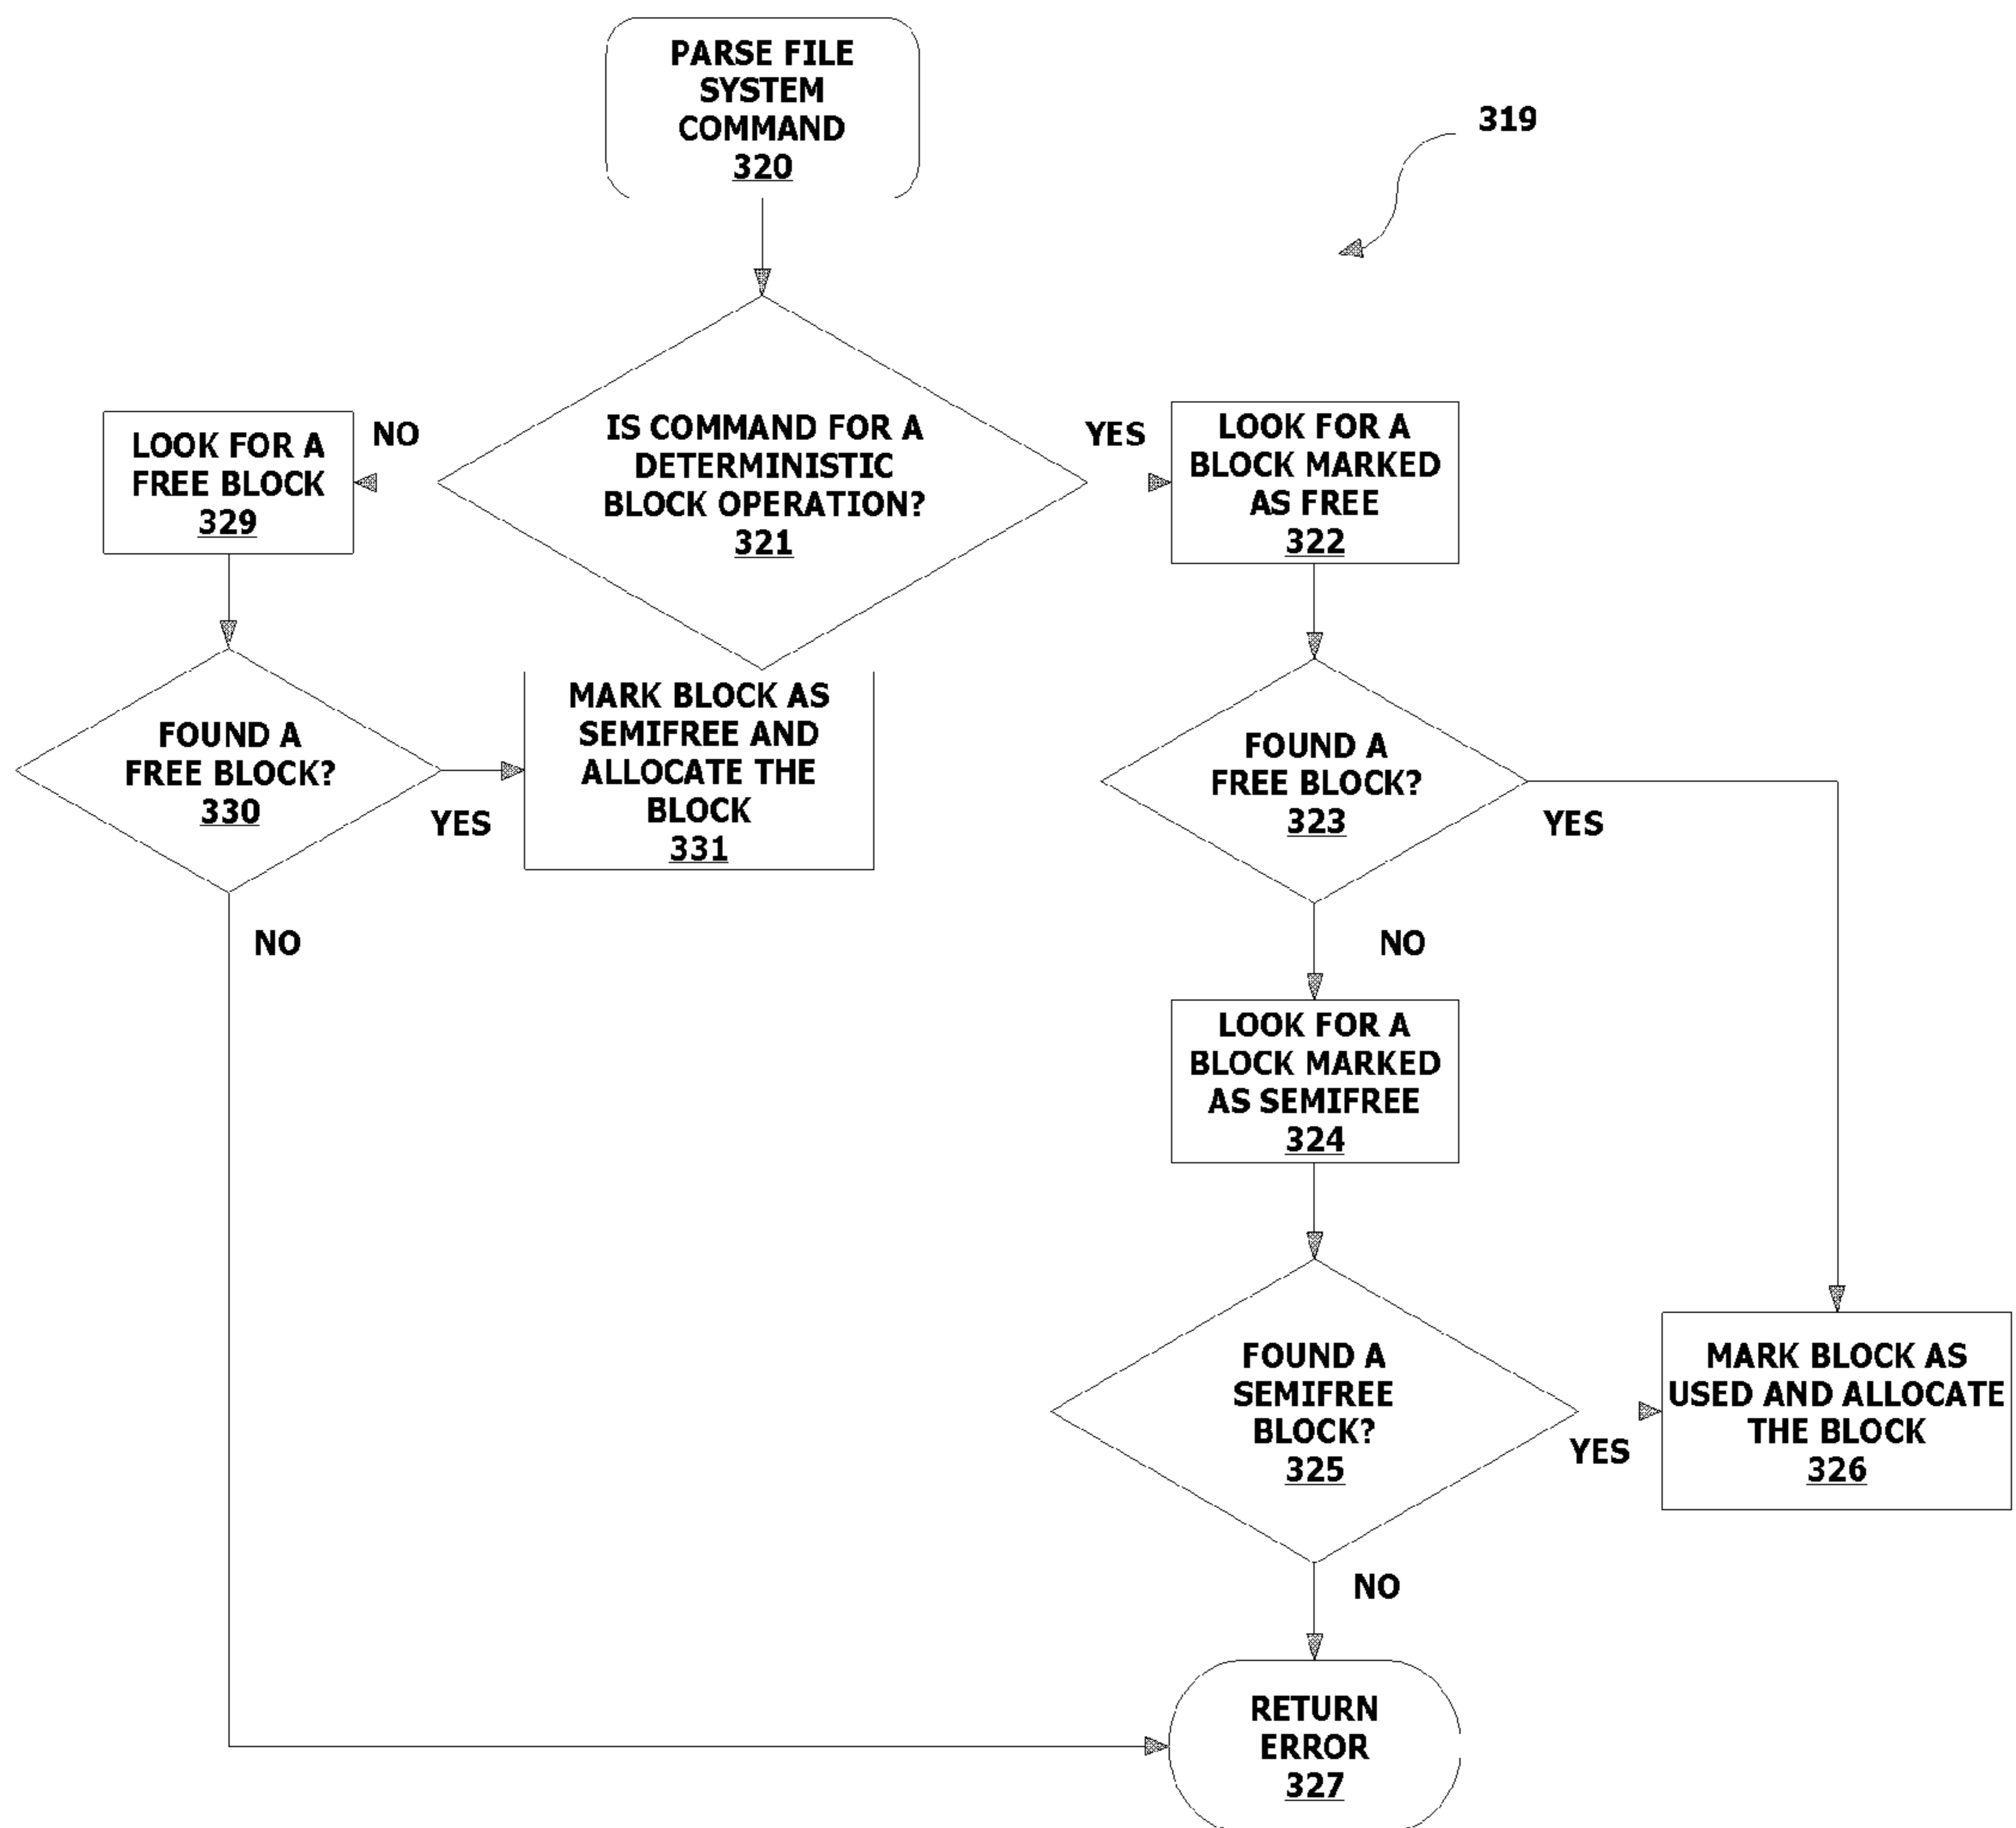 PARSE FILE
SYSTEM
COMMAND
320
319
IS COMMAND FOR A
DETERMINISTIC
BLOCK OPERATION?
321
NO
YES
LOOK FOR A
FREE BLOCK
329
LOOK FOR A
BLOCK MARKED
AS FREE
322
FOUND A
FREE BLOCK?
330
YES
NO
MARK BLOCK AS
SEMIFREE AND
ALLOCATE THE
BLOCK
331
FOUND A
FREE BLOCK?
323
YES
NO
LOOK FOR A
BLOCK MARKED
AS SEMIFREE
324
FOUND A
SEMIFREE
BLOCK?
325
YES
NO
MARK BLOCK AS
USED AND ALLOCATE
THE BLOCK
326
RETURN
ERROR
327